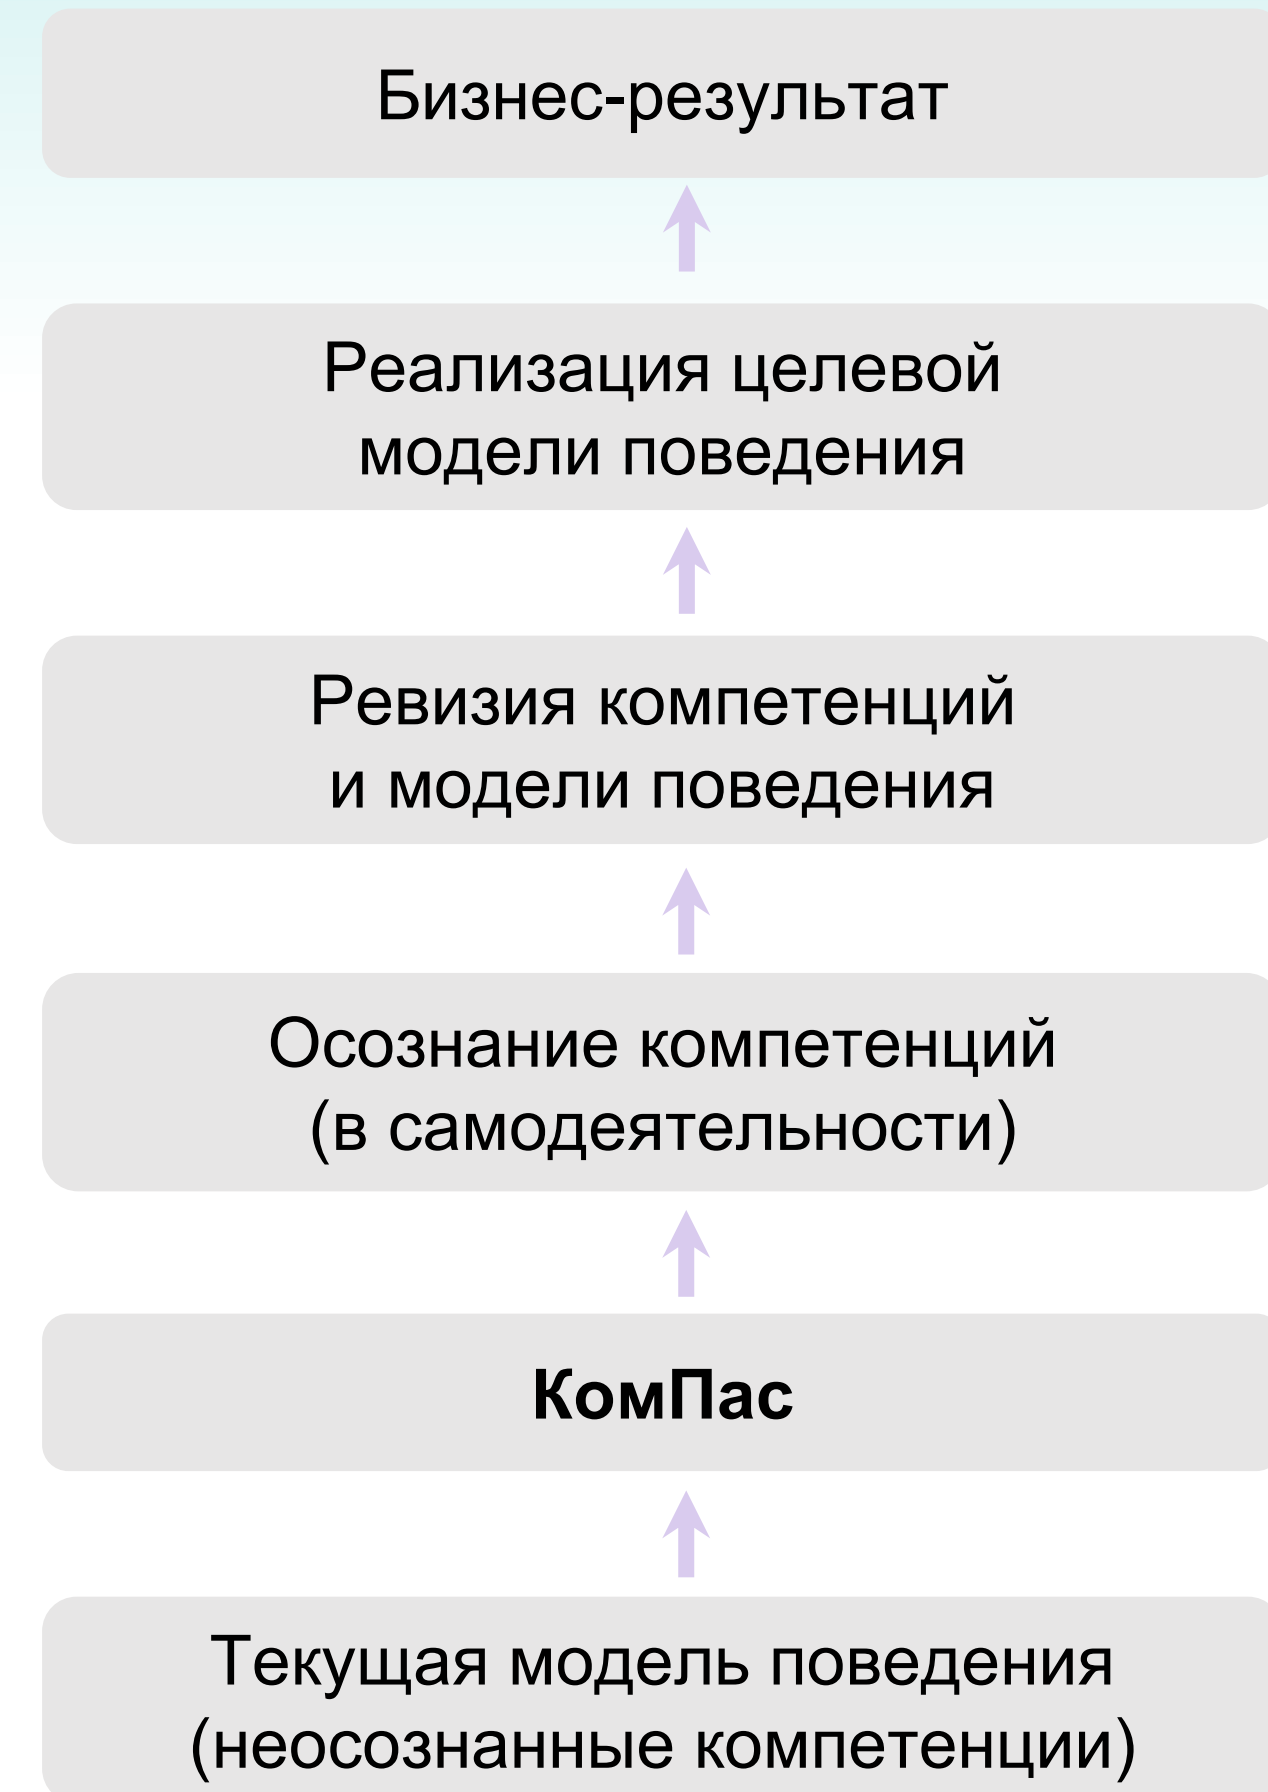 Бизнес-результат
Реализация целевой
модели поведения
Ревизия компетенций
и модели поведения
Осознание компетенций
(в самодеятельности)
КомПас
Текущая модель поведения
(неосознанные компетенции)